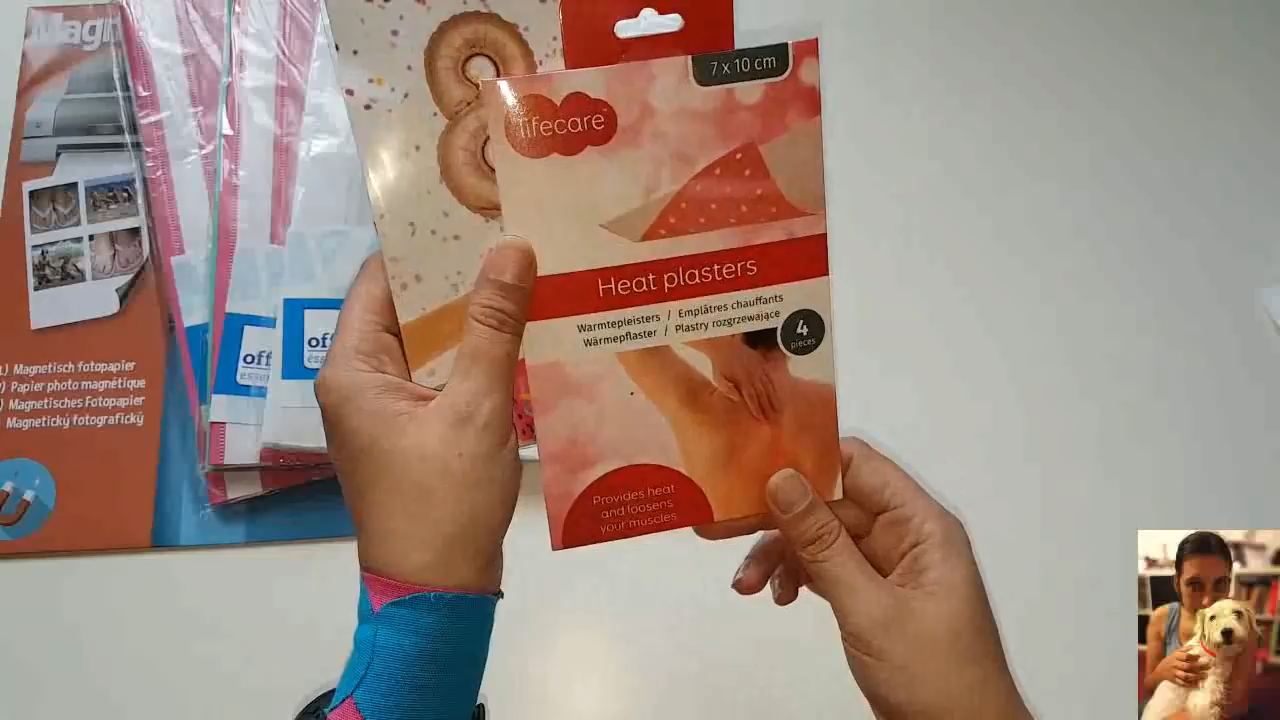 Magn
7 x 10 cm
lifecare
Heat plasters
Warmtepleisters / Emplâtres chauffants
Wärmepflaster / Plastry rozgrzewające
4
pieces
Provides heat
and loosens
your muscles
off
off
Magnetisch fotopapier
Papier photo magnétique
Magnetisches Fotopapier
Magnetický fotografický